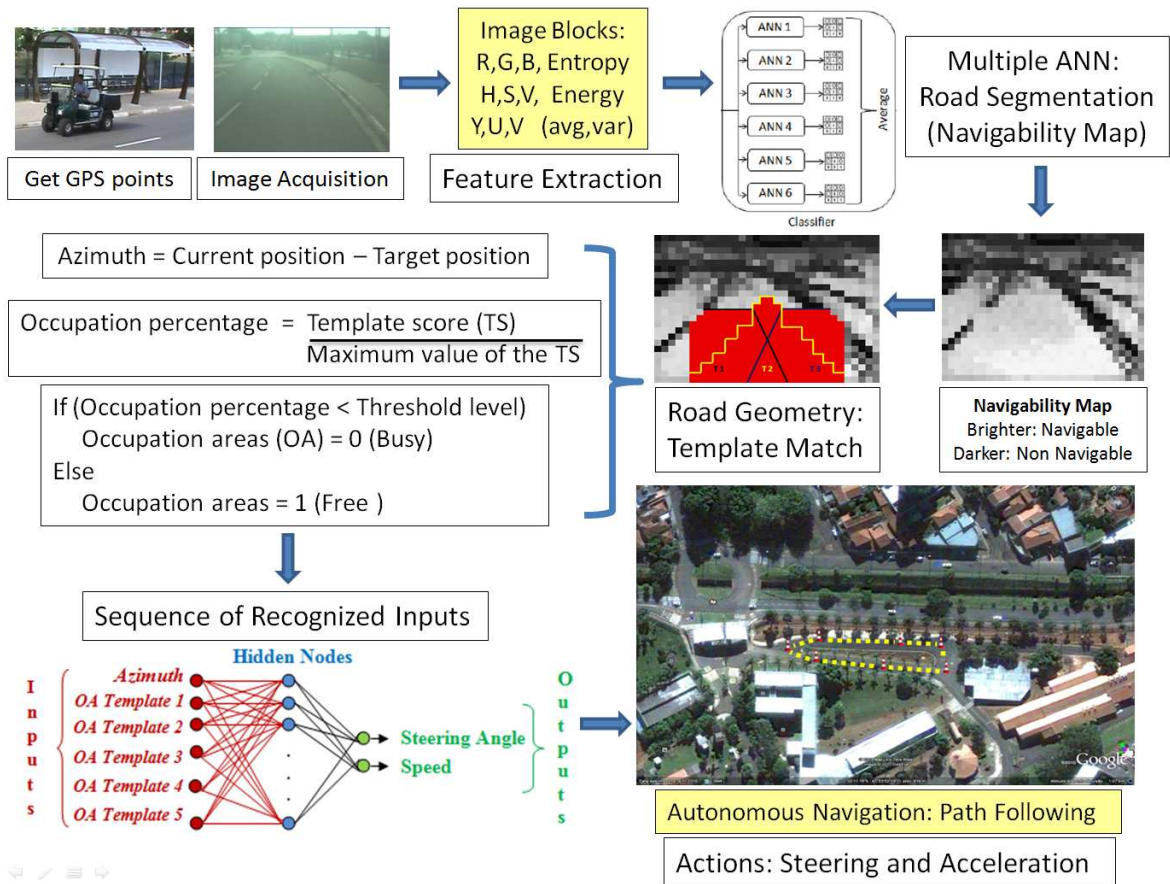 Get GPS points
Image Acquisition
Image Blocks:
R,G,B, Entropy
H,S,V, Energy
Y,U,V (avg,var)
Feature Extraction
ANN 1
ANN 2
ANN 3
ANN 4
ANN 5
ANN 6
Average
Classifier
Multiple ANN:
Road Segmentation
(Navigability Map)
Azimuth = Current position – Target position
Occupation percentage = Template score (TS)
Maximum value of the TS
If (Occupation percentage < Threshold level)
Occupation areas (OA) = 0 (Busy)
Else
Occupation areas = 1 (Free )
T1
T2
T3
Road Geometry:
Template Match
Navigability Map
Brighter: Navigable
Darker: Non Navigable
Sequence of Recognized Inputs
Hidden Nodes
Inputs
Azimuth
OA Template 1
OA Template 2
OA Template 3
OA Template 4
OA Template 5
Steering Angle
Speed
Outputs
Google
Autonomous Navigation: Path Following
Actions: Steering and Acceleration